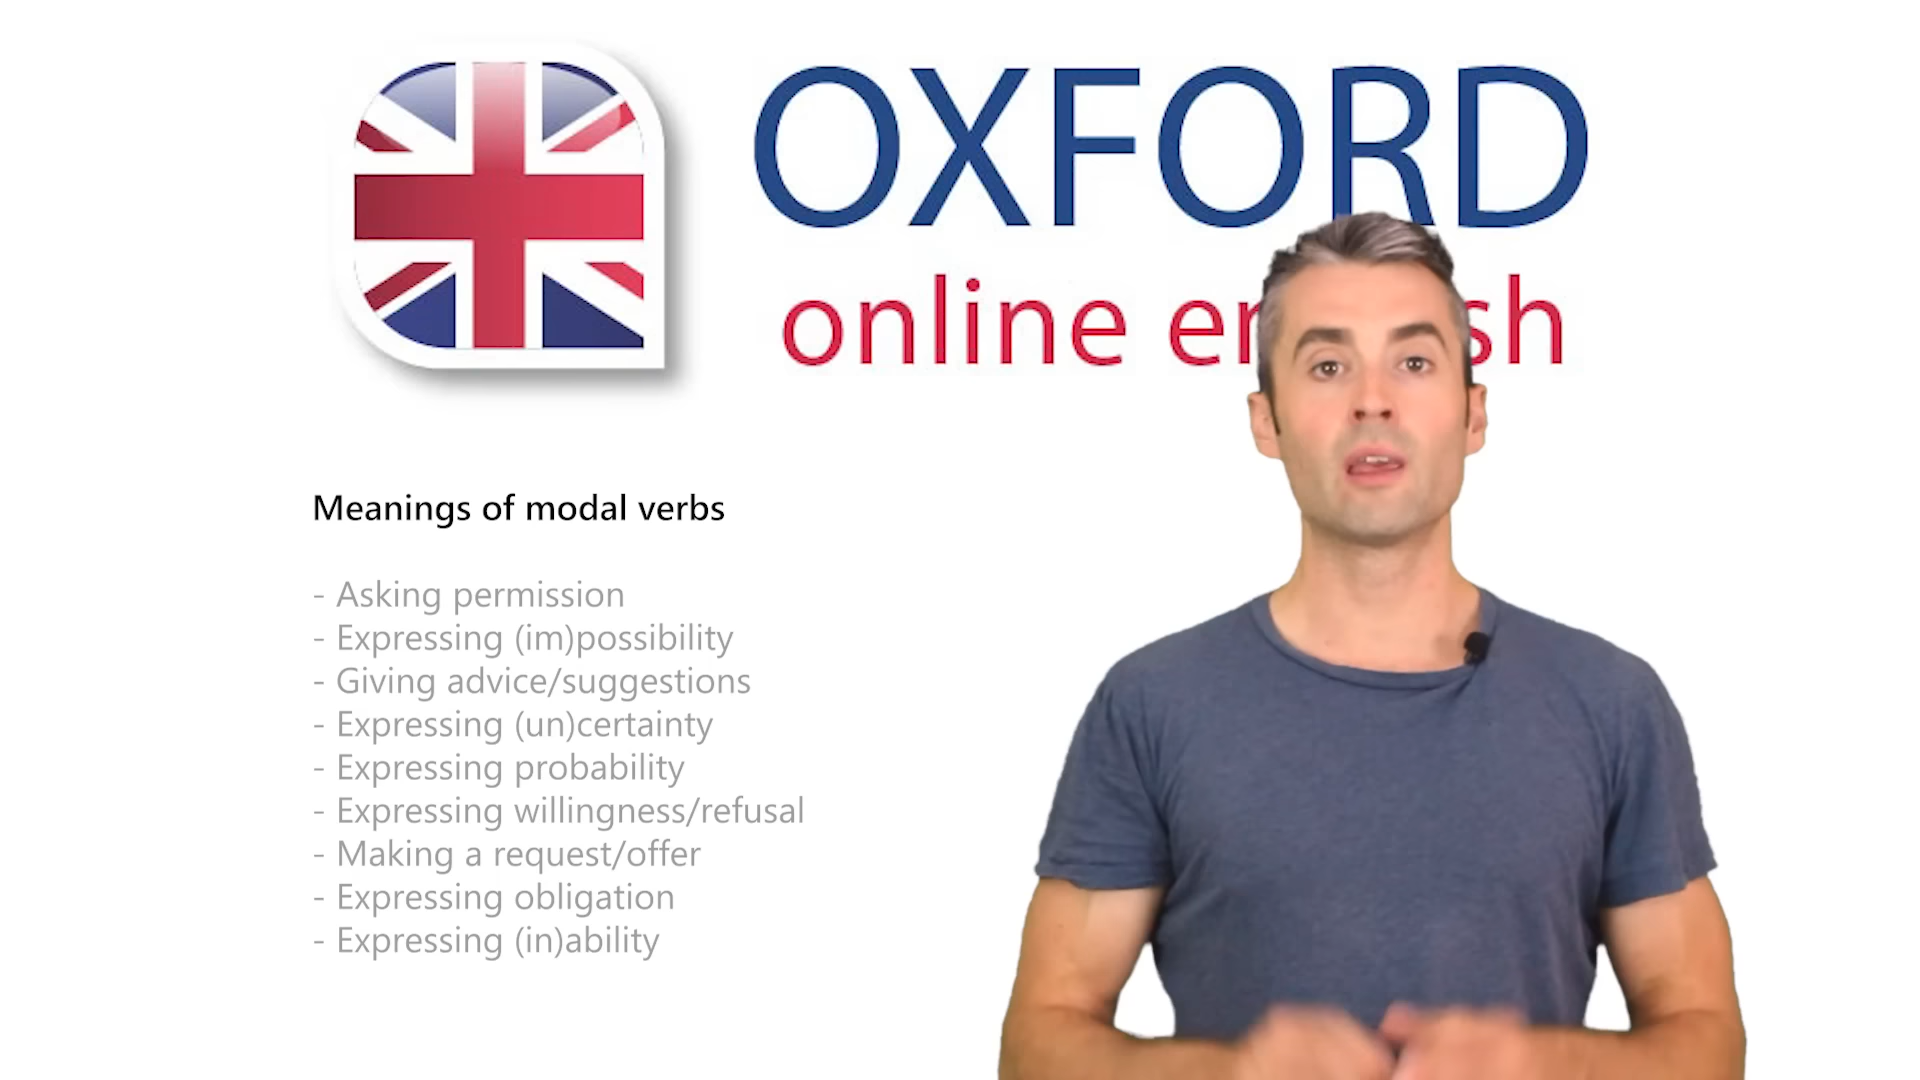 OXFORD
online
Meanings of modal verbs
- Asking permission
- Expressing (im)possibility
- Giving advice/suggestions
- Expressing (un)certainty
- Expressing probability
- Expressing willingness/refusal
- Making a request/offer
- Expressing obligation
- Expressing (in)ability